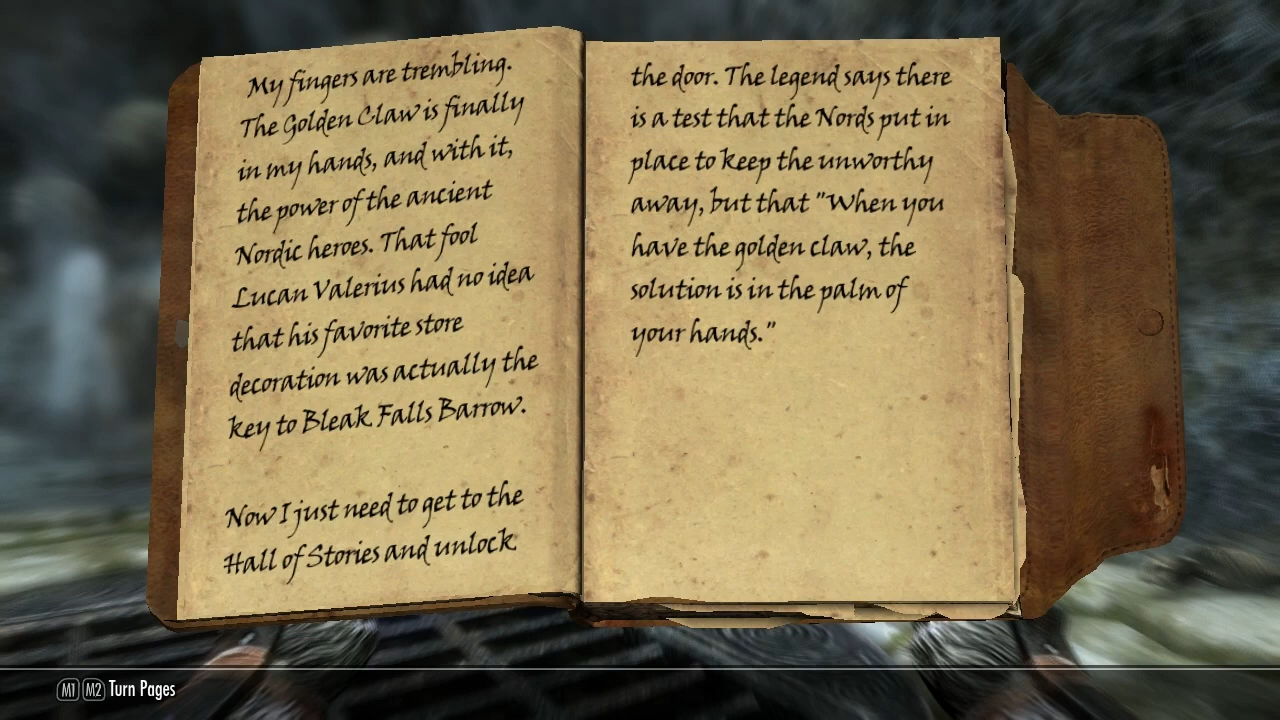 My fingers are trembling.
The Golden Claw is finally
in my hands, and with it,
the power of the ancient
Nordic heroes. That fool
Lucan Valerius had no idea
that his favorite store
decoration was actually the
key to Bleak Falls Barrow.
Now I just need to get to the
Hall of Stories and unlock
the door. The legend says there
is a test that the Nords put in
place to keep the unworthy
away, but that "When you
have the golden claw, the
solution is in the palm of
your hands."
M1 M2 Turn Pages